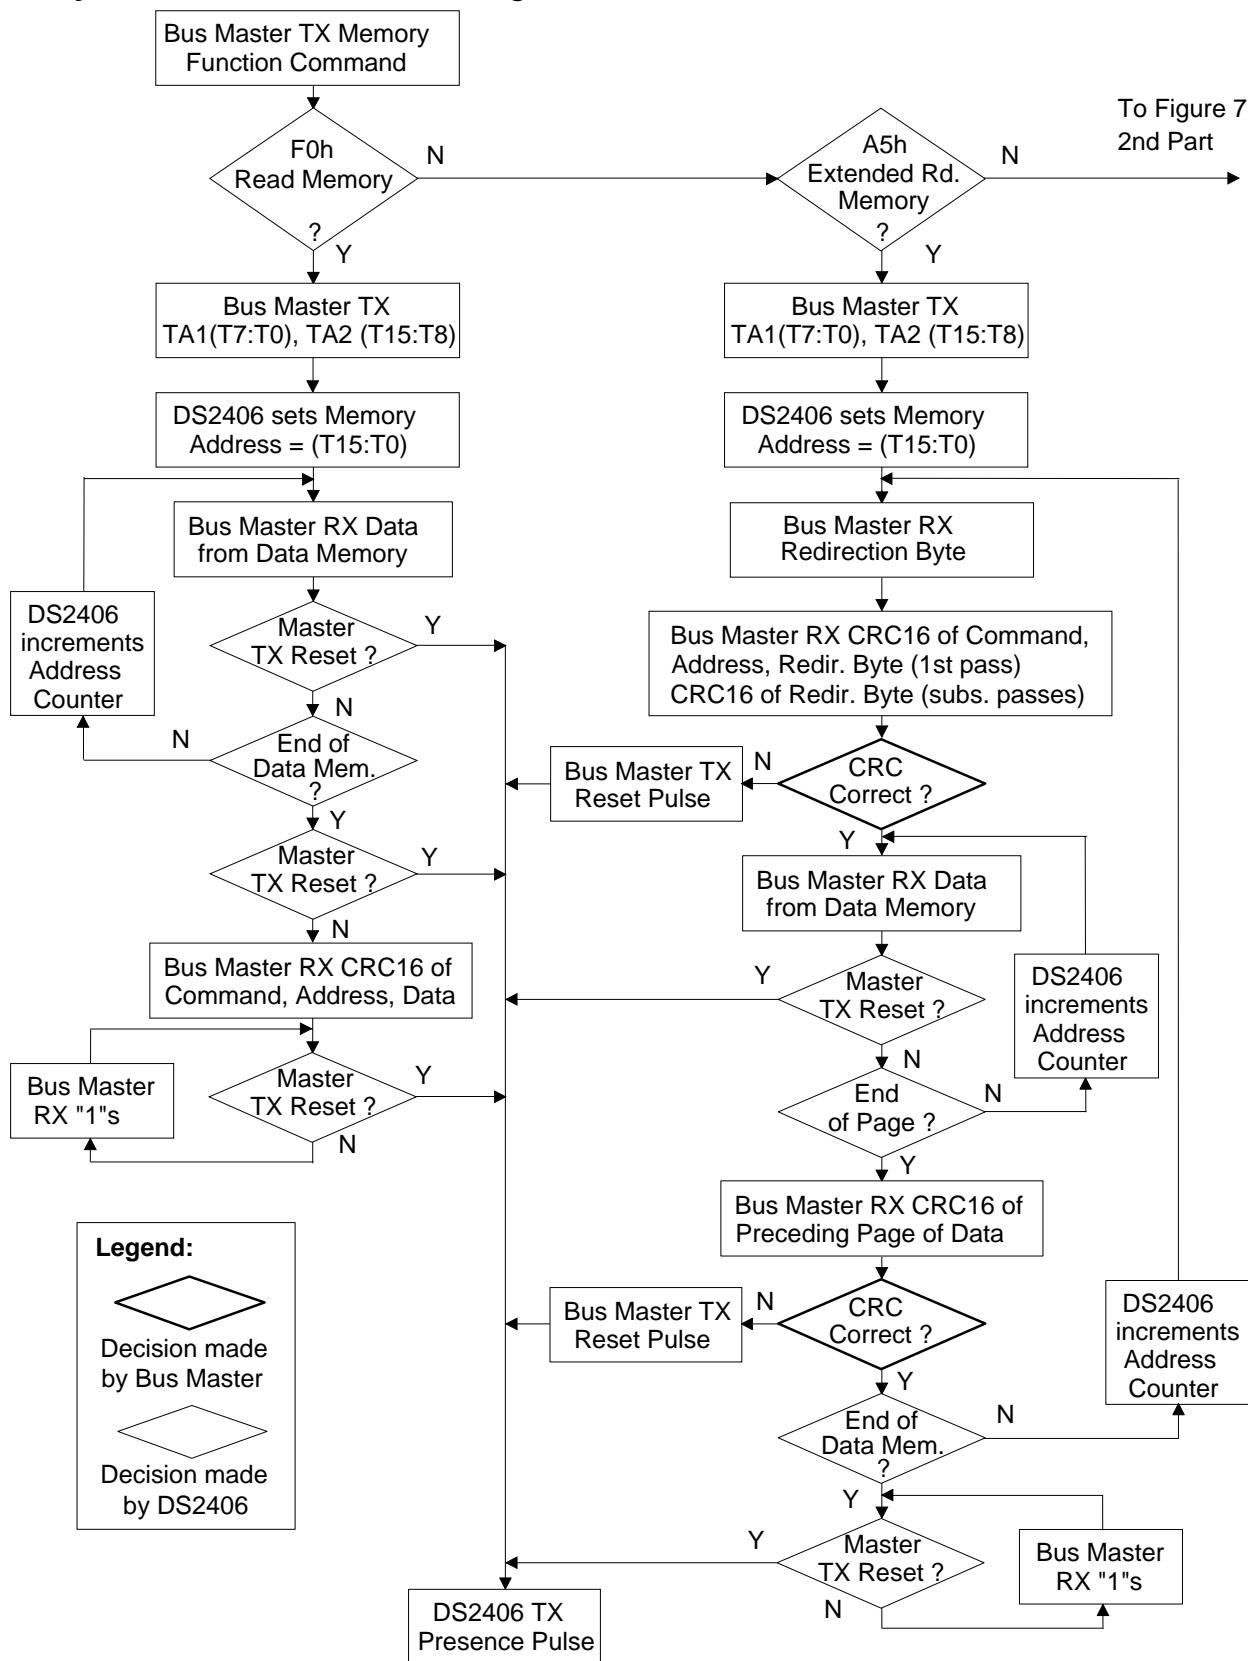 Bus Master TX Memory
Function Command
To Figure 7
2nd Part
F0h
Read Memory
?
N
Y
A5h
Extended Rd.
Memory
?
N
Y
Bus Master TX
TA1(T7:T0), TA2 (T15:T8)
DS2406 sets Memory
Address = (T15:T0)
Bus Master RX Data
from Data Memory
DS2406
increments
Address
Counter
Master
TX Reset ?
Y
N
End of
Data Mem.
?
N
Y
Master
TX Reset ?
Y
N
Bus Master RX CRC16 of
Command, Address, Data
Master
TX Reset ?
Y
N
Bus Master
RX "1"s
Bus Master TX
TA1(T7:T0), TA2 (T15:T8)
DS2406 sets Memory
Address = (T15:T0)
Bus Master RX
Redirection Byte
Bus Master RX CRC16 of Command,
Address, Redir. Byte (1st pass)
CRC16 of Redir. Byte (subs. passes)
CRC
Correct ?
N
Y
Bus Master TX
Reset Pulse
Bus Master RX Data
from Data Memory
Master
TX Reset ?
Y
N
DS2406
increments
Address
Counter
End
of Page ?
N
Y
Bus Master RX CRC16 of
Preceding Page of Data
CRC
Correct ?
N
Y
Bus Master TX
Reset Pulse
DS2406
increments
Address
Counter
End of
Data Mem.
?
N
Y
Master
TX Reset ?
Y
N
Bus Master
RX "1"s
DS2406 TX
Presence Pulse
Legend:
Decision made
by Bus Master
Decision made
by DS2406